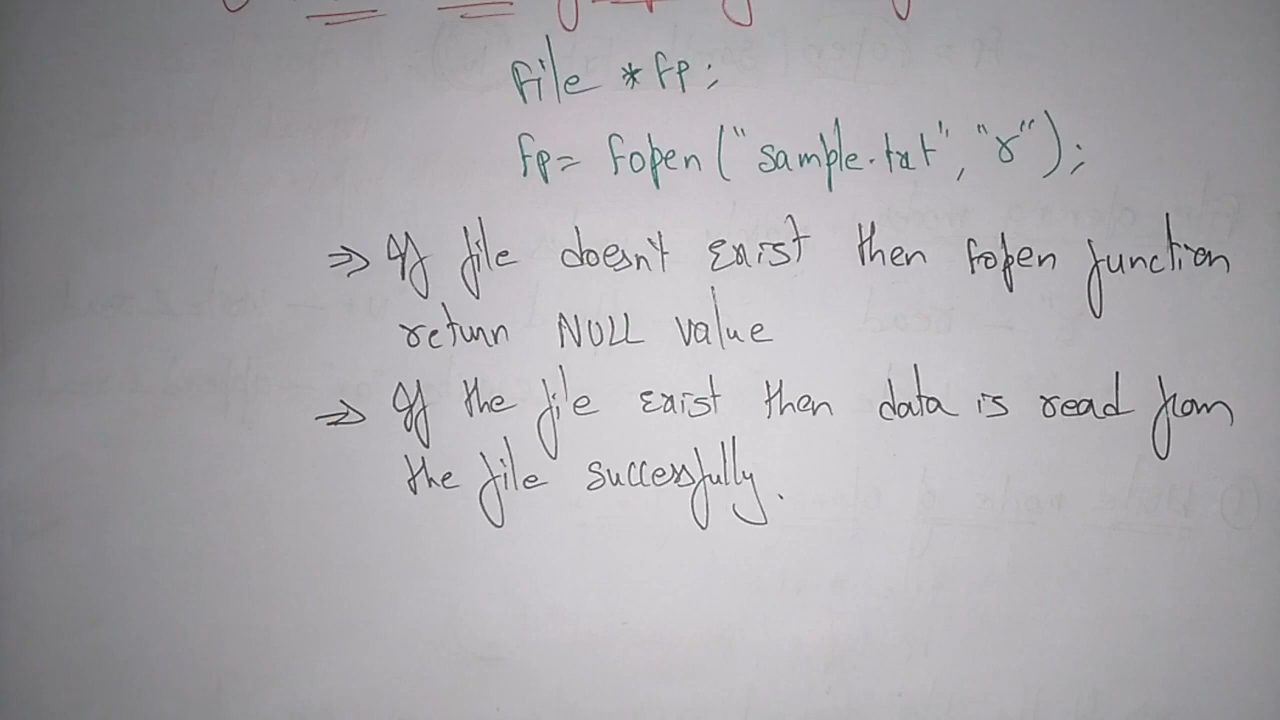 File *fp;
fp= fopen("sample.txt", "r");
⇒ If file doesn't exist then fopen function
return NULL value
⇒ If the file exist then data is read from
the file successfully.